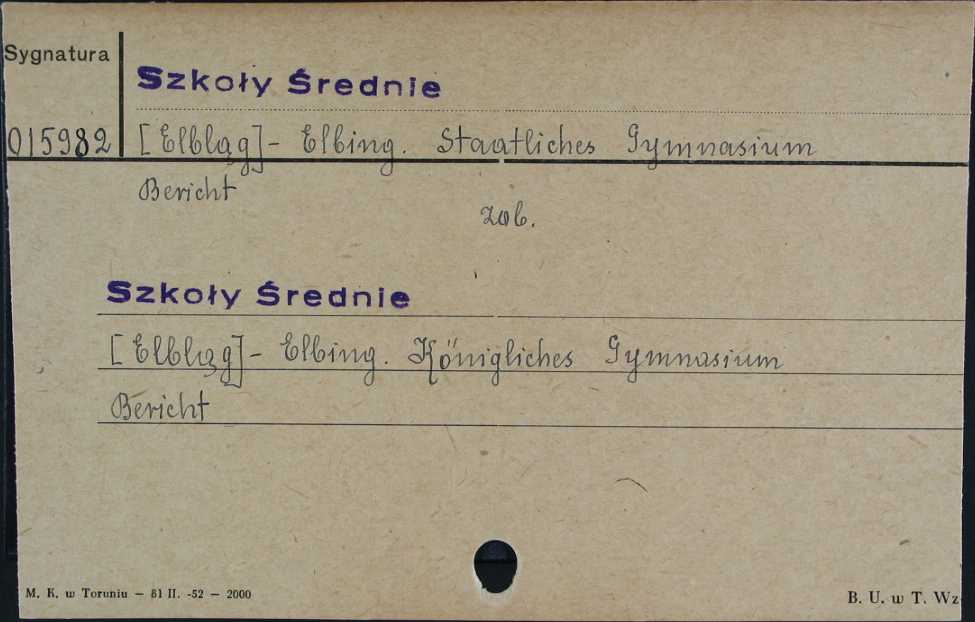 Sygnatura
Szkoły Średnie
015982 [Elbląg] - Elbing. Staatliches Gymnasium
Bericht
zob.
Szkoły Średnie
[Elbląg] - Elbing. Königliches Gymnasium
Bericht
M. K. w Toruniu — 81 II. -52 — 2000
B. U. w T. Wz